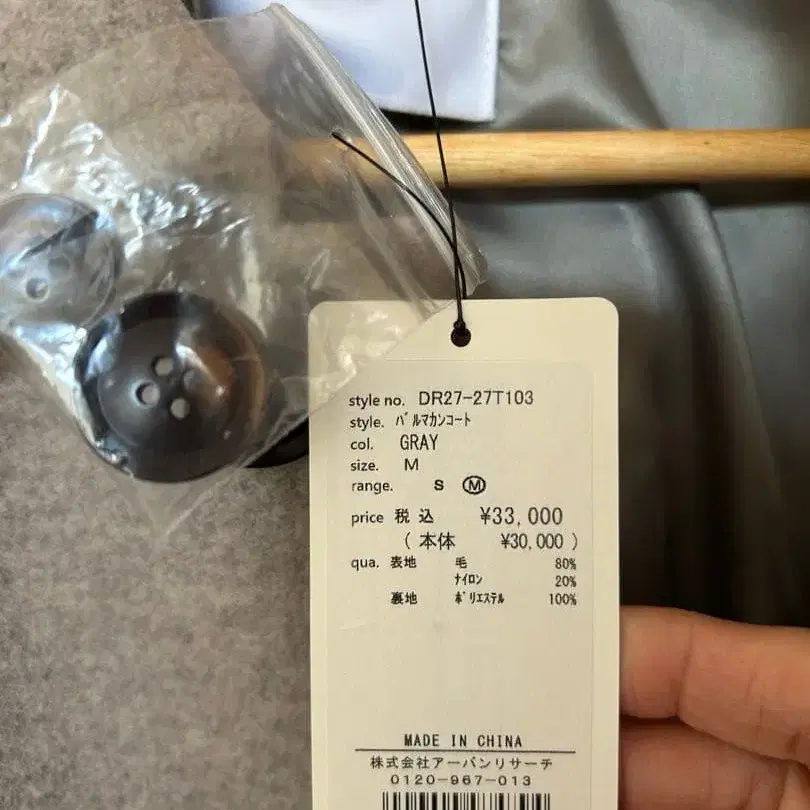 style no. DR27-27T103
style. バルマカンコート
col. GRAY
size. M
range. S Ⓜ
price 税込 ¥33,000
(本体 ¥30,000)
qua. 表地 毛 80%
ナイロン 20%
裏地 ポリエステル 100%
MADE IN CHINA
株式会社アーバンリサーチ
0120-967-013